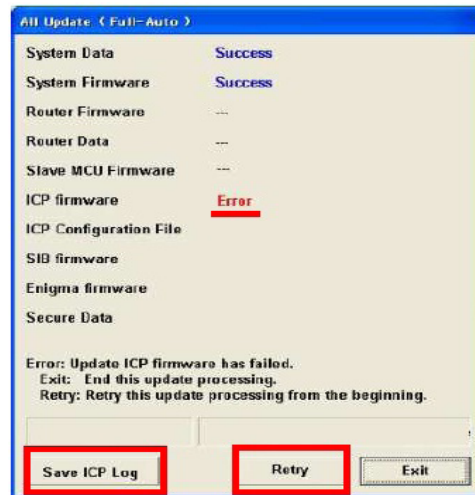 All Update ( Full-Auto )
System Data Success
System Firmware Success
Router Firmware ---
Router Data ---
Slave MCU Firmware ---
ICP firmware Error
ICP Configuration File
SIB firmware
Enigma firmware
Secure Data
Error: Update ICP firmware has failed.
Exit: End this update processing.
Retry: Retry this update processing from the beginning.
Save ICP Log Retry Exit